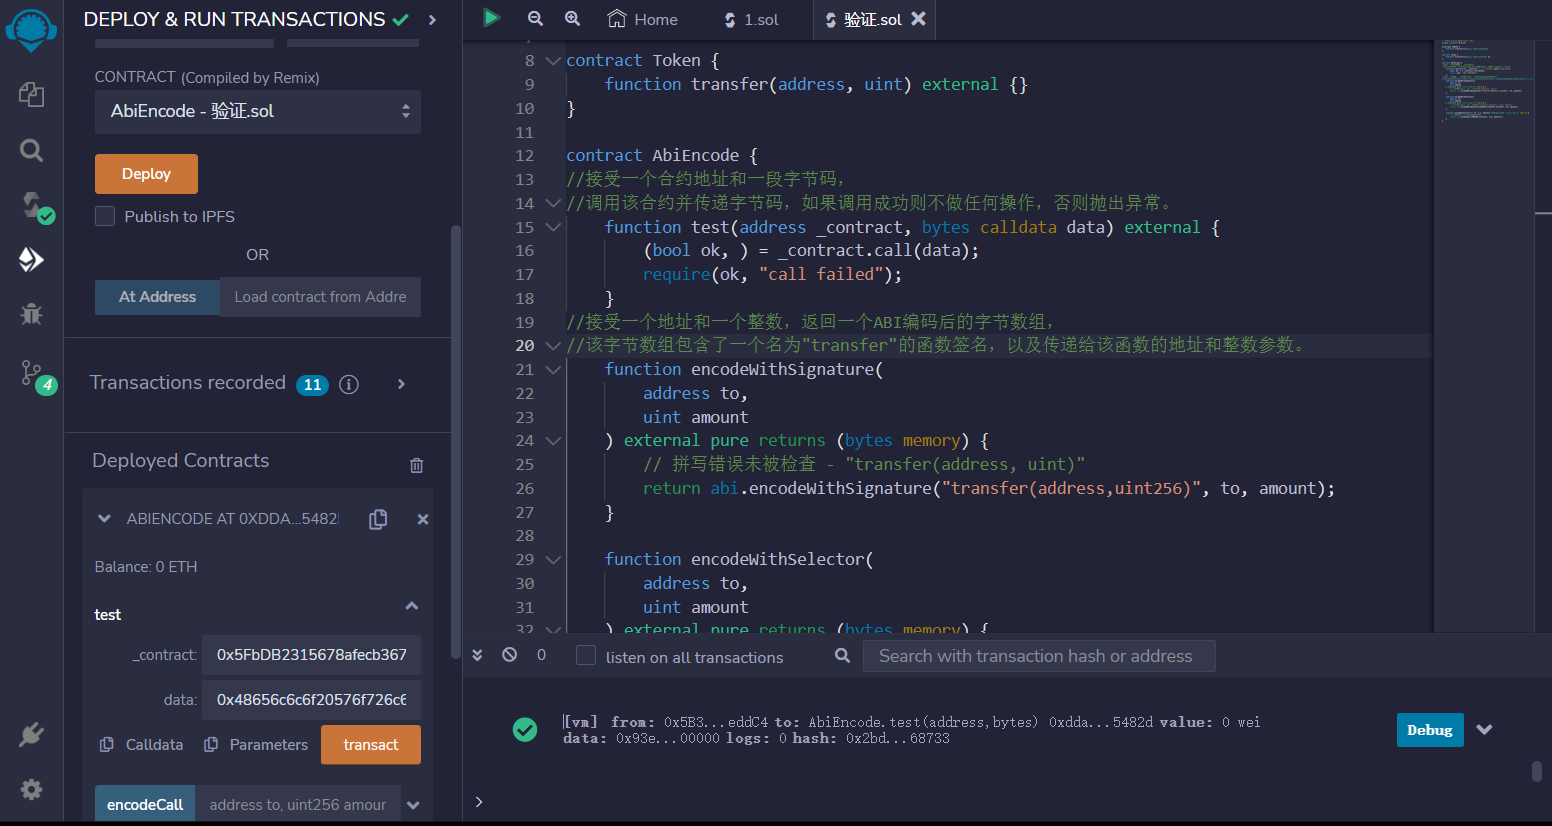 DEPLOY & RUN TRANSACTIONS
CONTRACT (Compiled by Remix)
AbiEncode - 验证.sol
Deploy
Publish to IPFS
OR
At Address
Load contract from Addre
Transactions recorded 11
4
Deployed Contracts
ABIENCODE AT 0XDDA...5482
Balance: 0 ETH
test
_contract: 0x5FbDB2315678afecb367
data: 0x48656c6c6f20576f726c6
Calldata
Parameters
transact
encodeCall
address to, uint256 amour
Home
1.sol
验证.sol
8 contract Token {
9 function transfer(address, uint) external {}
10 }
11
12 contract AbiEncode {
13 //接受一个合约地址和一段字节码，
14 //调用该合约并传递字节码，如果调用成功则不做任何操作，否则抛出异常。
15 function test(address _contract, bytes calldata data) external {
16 (bool ok, ) = _contract.call(data);
17 require(ok, "call failed");
18 }
19 //接受一个地址和一个整数，返回一个ABI编码后的字节数组，
20 //该字节数组包含了一个名为"transfer"的函数签名，以及传递给该函数的地址和整数参数。
21 function encodeWithSignature(
22 address to,
23 uint amount
24 ) external pure returns (bytes memory) {
25 // 拼写错误未被检查 - "transfer(address, uint)"
26 return abi.encodeWithSignature("transfer(address,uint256)", to, amount);
27 }
28
29 function encodeWithSelector(
30 address to,
31 uint amount
32 ) external pure returns (bytes memory) {
0
listen on all transactions
Search with transaction hash or address
[vm] from: 0x5B3...eddC4 to: AbiEncode.test(address,bytes) 0xdda...5482d value: 0 wei
data: 0x93e...00000 logs: 0 hash: 0x2bd...68733
Debug
>